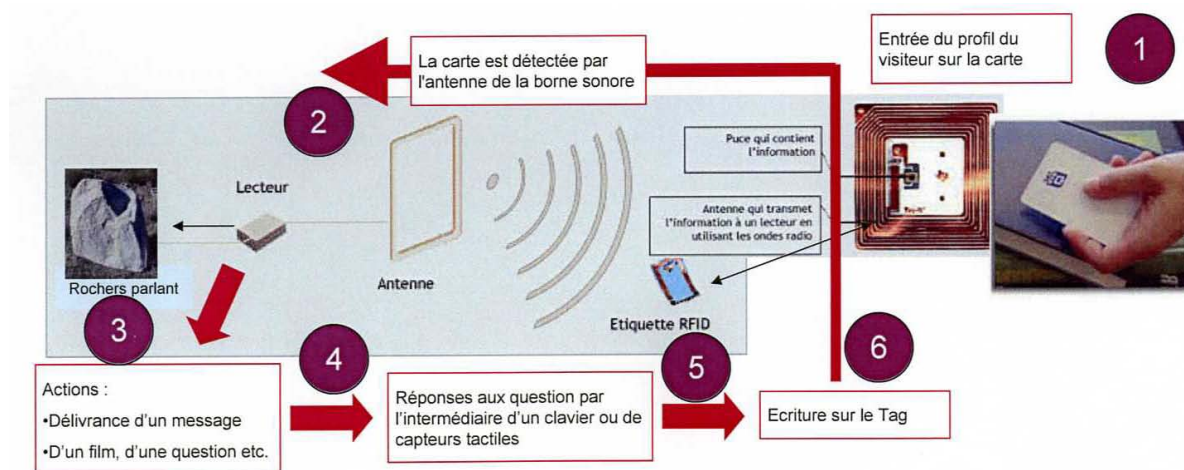 Entrée du profil du
visiteur sur la carte
1
La carte est détectée par
l'antenne de la borne sonore
2
Puce qui contient
l'information
Antenne qui transmet
l'information à un lecteur en
utilisant les ondes radio
Lecteur
Antenne
Etiquette RFID
Rochers parlant
3
4
5
6
Actions :
•Délivrance d'un message
•D'un film, d'une question etc.
Réponses aux question par
l'intermédiaire d'un clavier ou de
capteurs tactiles
Ecriture sur le Tag